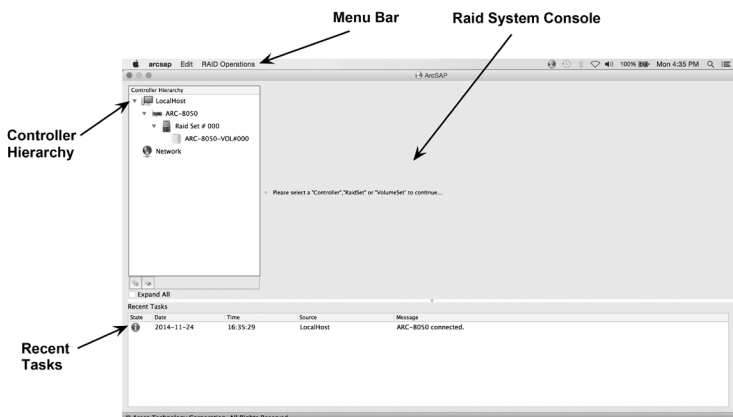 Menu Bar
Raid System Console
arcsap Edit RAID Operations
100% Mon 4:35 PM
ArcSAP
Controller Hierarchy
LocalHost
ARC-8050
Raid Set # 000
ARC-8050-VOL#000
Network
Controller
Hierarchy
Please select a "Controller","RaidSet" or "VolumeSet" to continue...
Expand All
Recent Tasks
State Date Time Source Message
2014-11-24 16:35:29 LocalHost ARC-8050 connected.
Recent
Tasks
© Areca Technology Corporation. All Rights Reserved.